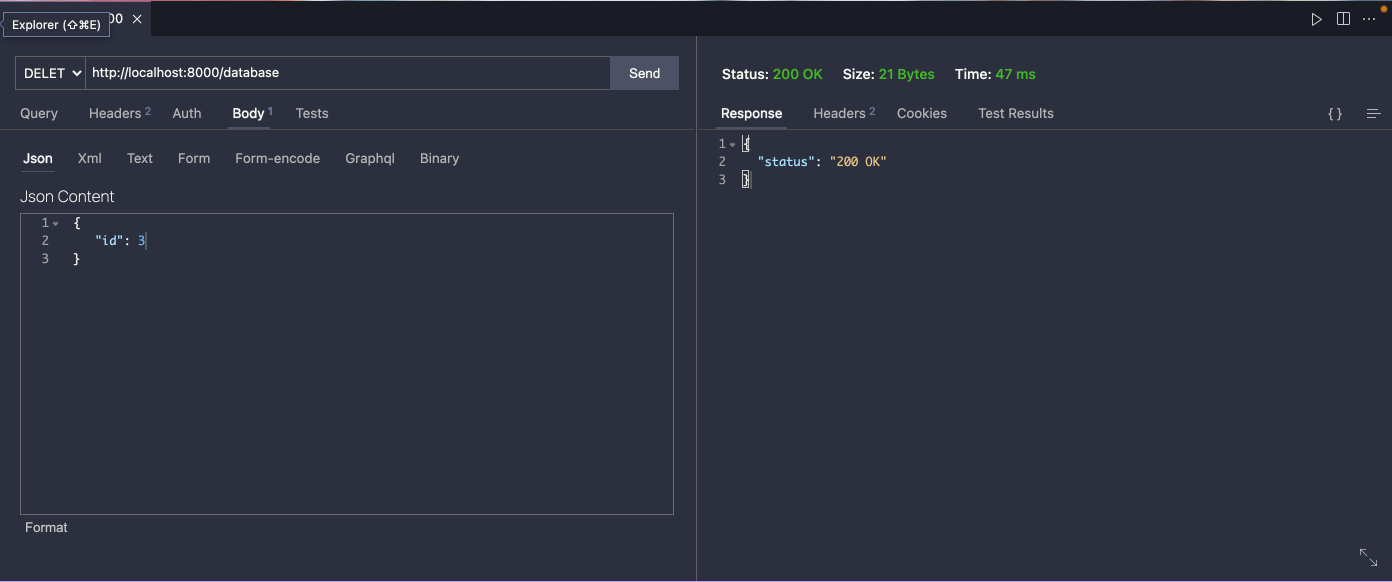 Explorer (⇧⌘E)
00
DELET
http://localhost:8000/database
Send
Query Headers 2 Auth Body 1 Tests
Json Xml Text Form Form-encode Graphql Binary
Json Content
1 {
2 "id": 3
3 }
Format
Status: 200 OK Size: 21 Bytes Time: 47 ms
Response Headers 2 Cookies Test Results { }
1 {
2 "status": "200 OK"
3 }